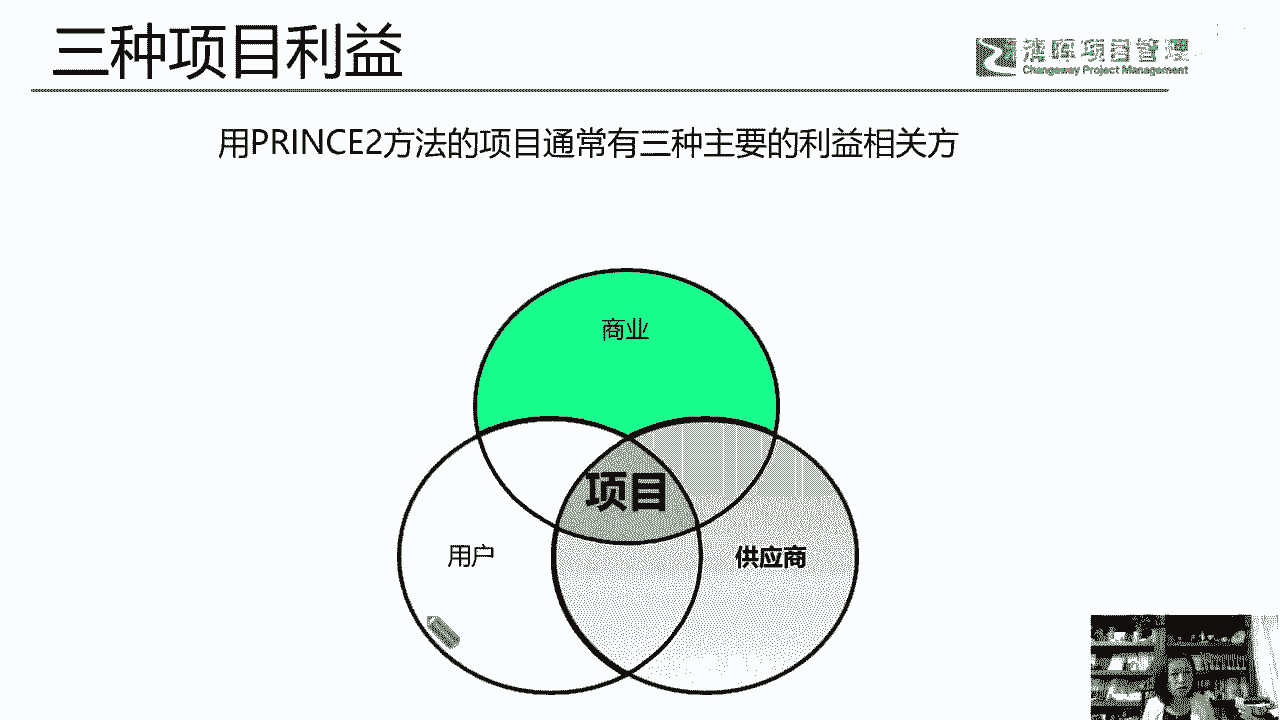 三种项目利益
清晖项目管理
Changeway Project Management
用PRINCE2方法的项目通常有三种主要的利益相关方
商业
项目
用户
供应商